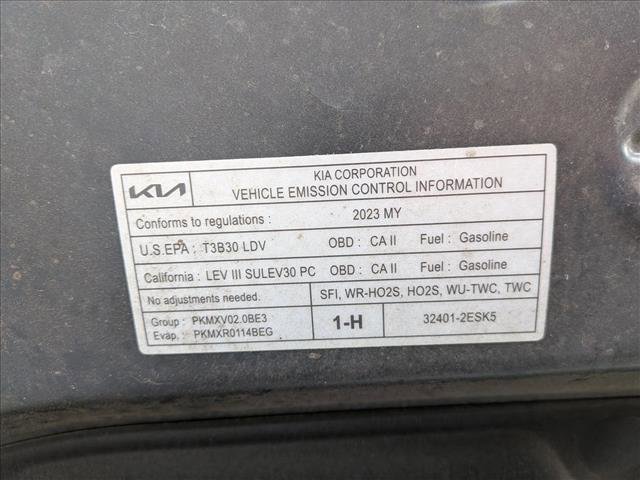 KIA
KIA CORPORATION
VEHICLE EMISSION CONTROL INFORMATION
Conforms to regulations : 2023 MY
U.S.EPA : T3B30 LDV OBD : CA II Fuel : Gasoline
California : LEV III SULEV30 PC OBD : CA II Fuel : Gasoline
No adjustments needed. SFI, WR-HO2S, HO2S, WU-TWC, TWC
Group : PKMXV02.0BE3
Evap. : PKMXR0114BEG
1-H
32401-2ESK5